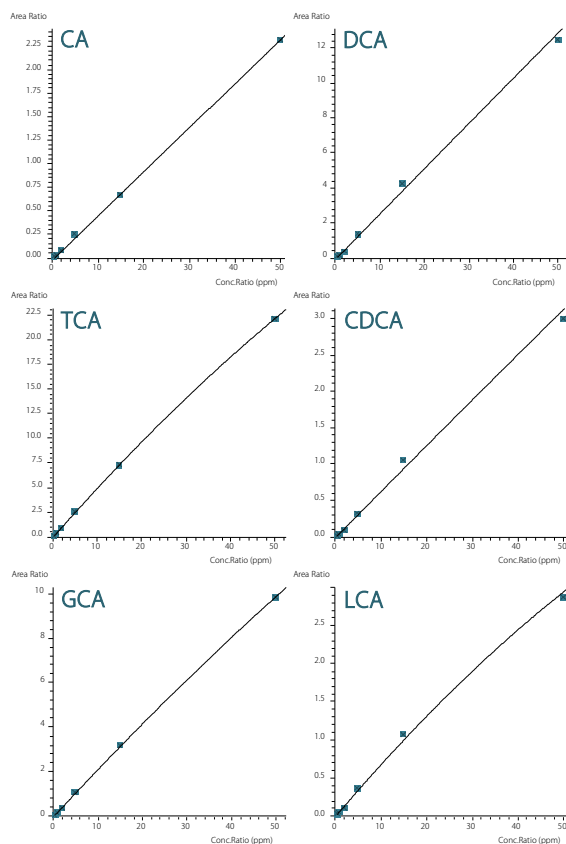 Area Ratio
CA
2.25
2.00
1.75
1.50
1.25
1.00
0.75
0.50
0.25
0.00
0 10 20 30 40 50
Conc.Ratio (ppm)
Area Ratio
DCA
12
10
8
6
4
2
0
0 10 20 30 40 50
Conc.Ratio (ppm)
Area Ratio
TCA
22.5
20.0
17.5
15.0
12.5
10.0
7.5
5.0
2.5
0.0
0 10 20 30 40 50
Conc.Ratio (ppm)
Area Ratio
CDCA
3.0
2.5
2.0
1.5
1.0
0.5
0.0
0 10 20 30 40 50
Conc.Ratio (ppm)
Area Ratio
GCA
10
8
6
4
2
0
0 10 20 30 40 50
Conc.Ratio (ppm)
Area Ratio
LCA
2.5
2.0
1.5
1.0
0.5
0.0
0 10 20 30 40 50
Conc.Ratio (ppm)